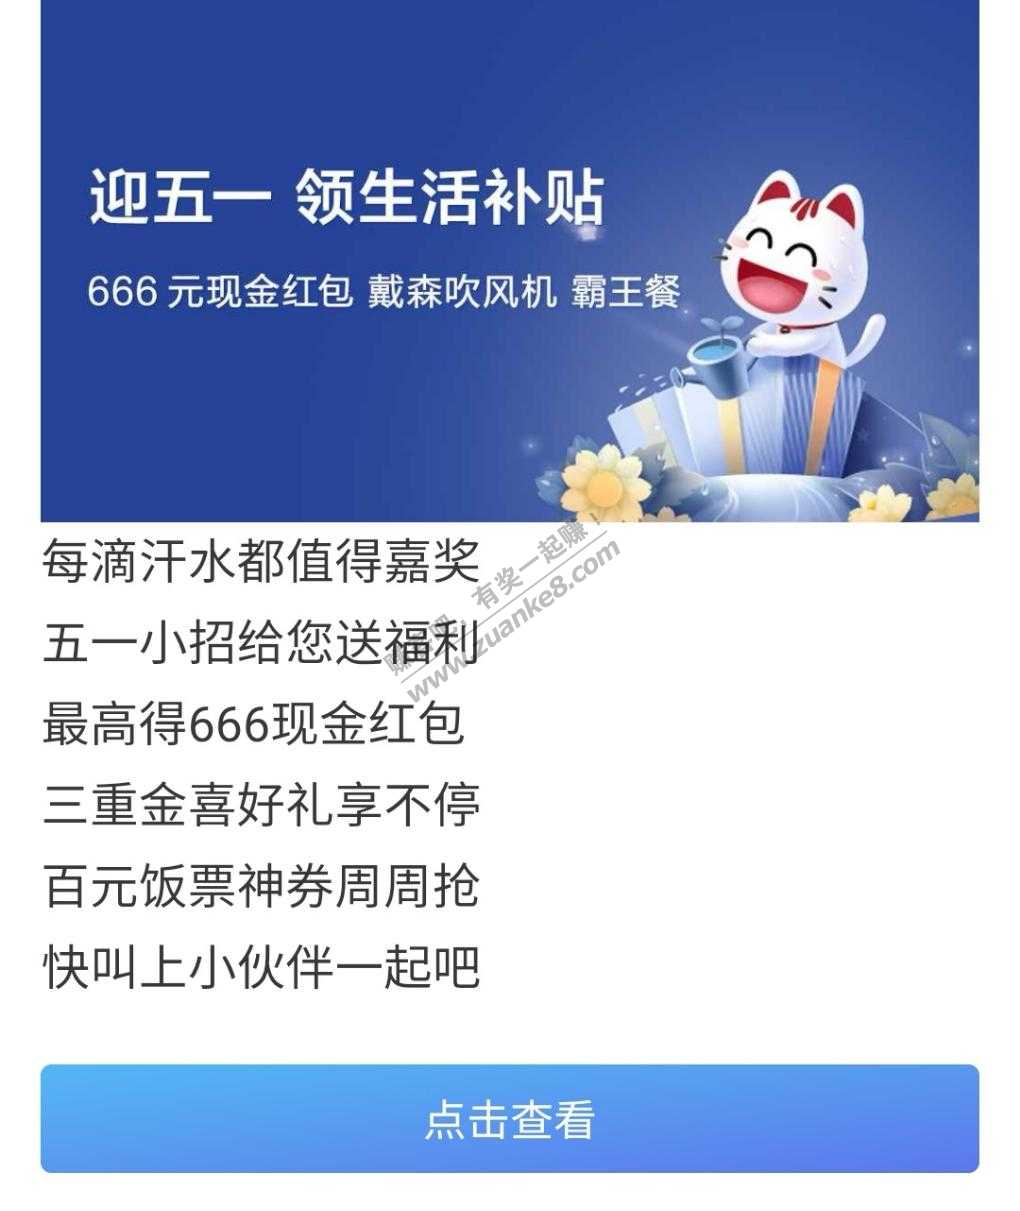 迎五一 领生活补贴
666 元现金红包 戴森吹风机 霸王餐
每滴汗水都值得嘉奖
五一小招给您送福利
最高得666现金红包
三重金喜好礼享不停
百元饭票神券周周抢
快叫上小伙伴一起吧
点击查看
赚客吧，有奖一起赚！
www.zuanke8.com